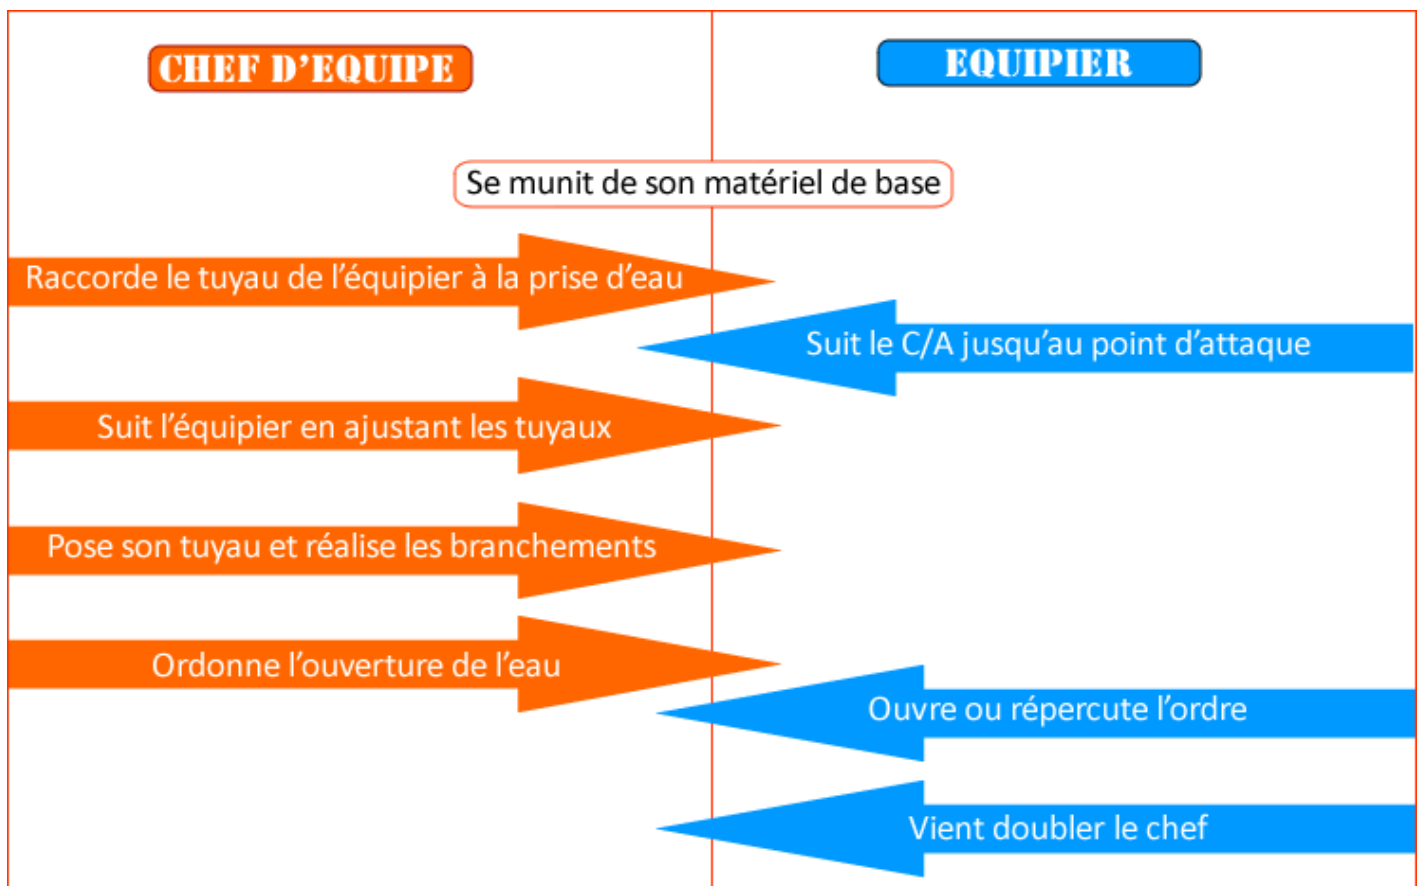 CHEF D'EQUIPE
EQUIPIER
Se munit de son matériel de base
Raccorde le tuyau de l'équipier à la prise d'eau
Suit le C/A jusqu'au point d'attaque
Suit l'équipier en ajustant les tuyaux
Pose son tuyau et réalise les branchements
Ordonne l'ouverture de l'eau
Ouvre ou répercute l'ordre
Vient doubler le chef